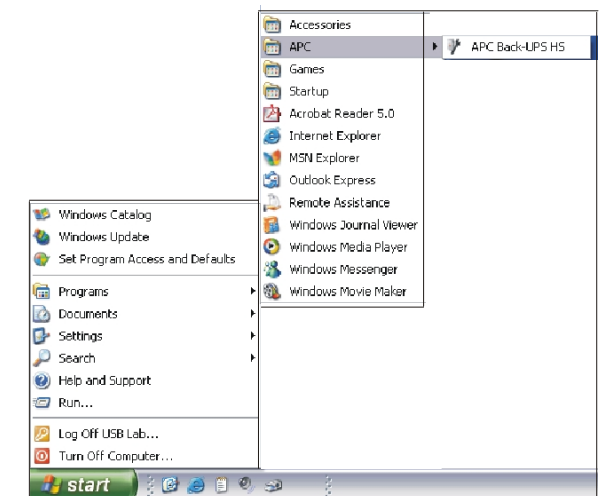 Accessories
APC
APC Back-UPS HS
Games
Startup
Acrobat Reader 5.0
Internet Explorer
MSN Explorer
Outlook Express
Remote Assistance
Windows Journal Viewer
Windows Media Player
Windows Messenger
Windows Movie Maker
Windows Catalog
Windows Update
Set Program Access and Defaults
Programs
Documents
Settings
Search
Help and Support
Run...
Log Off USB Lab...
Turn Off Computer...
start